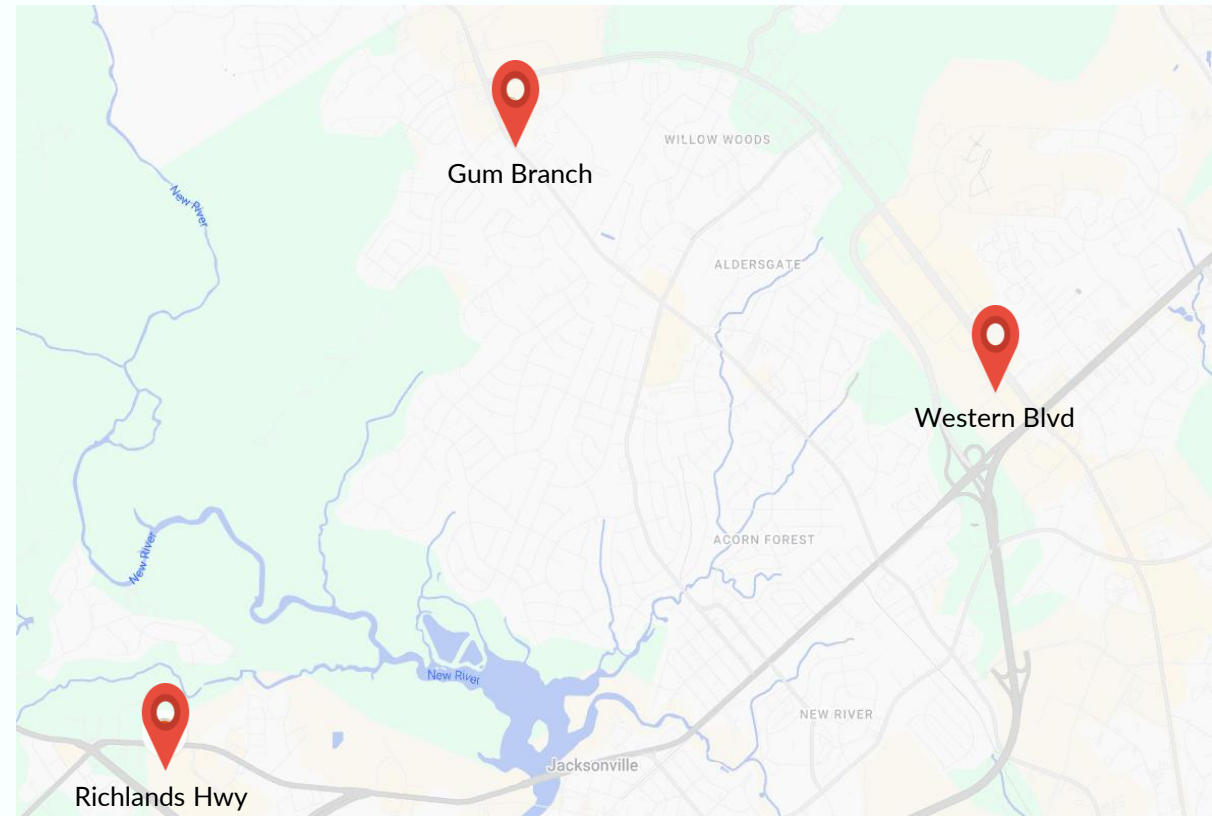 WILLOW WOODS
Gum Branch
New River
ALDERSGATE
Western Blvd
ACORN FOREST
New River
New River
NEW RIVER
Jacksonville
Richlands Hwy